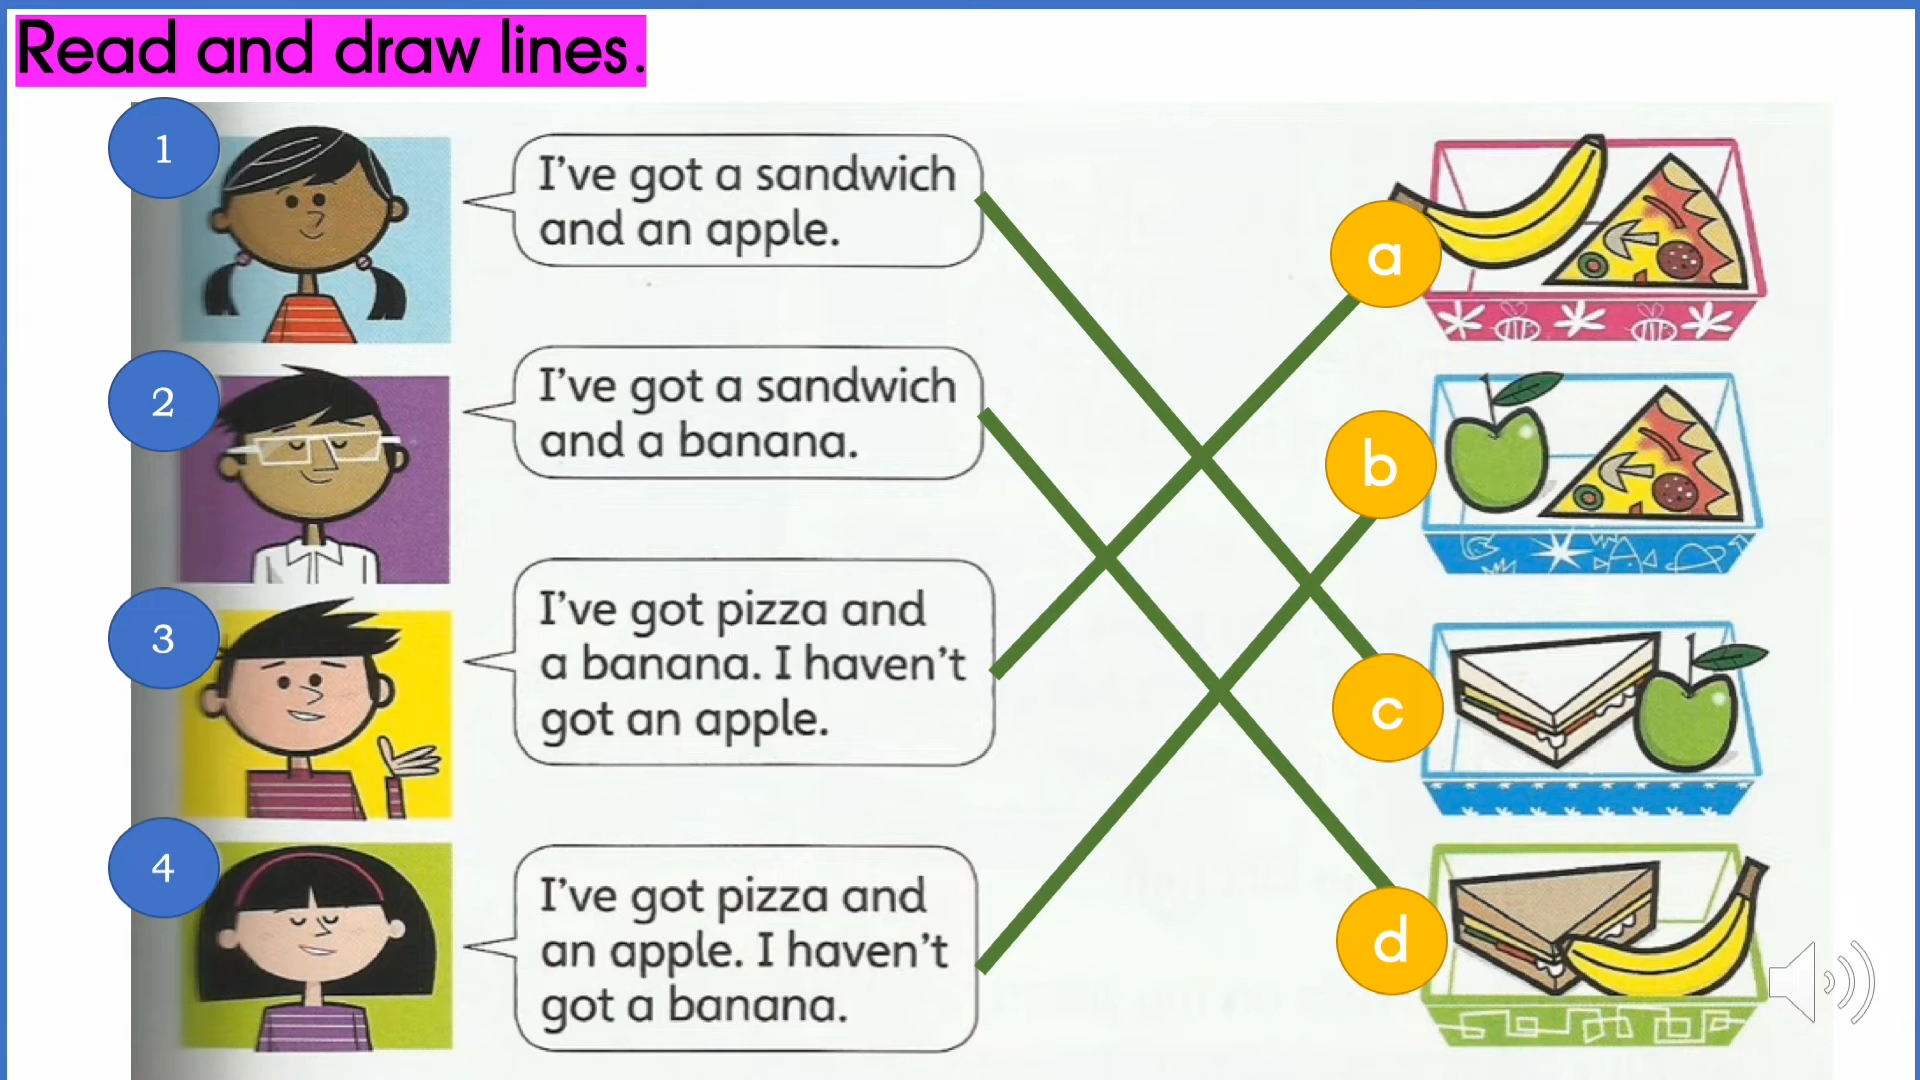 Read and draw lines.
1
I've got a sandwich
and an apple.
a
2
I've got a sandwich
and a banana.
b
3
I've got pizza and
a banana. I haven't
got an apple.
c
4
I've got pizza and
an apple. I haven't
got a banana.
d